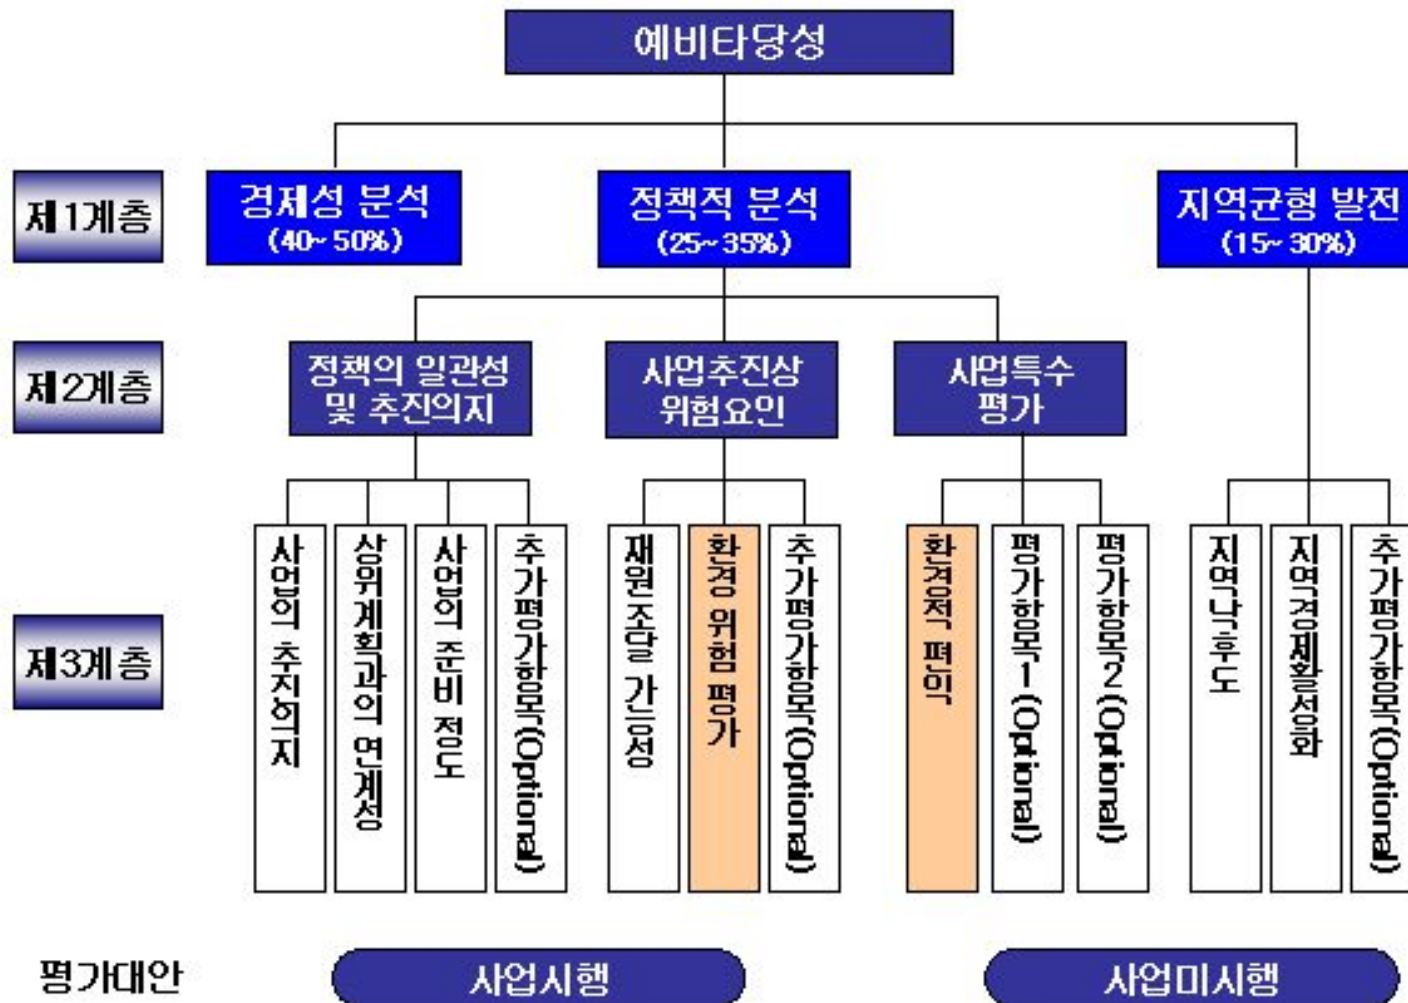 예비타당성
제1계층
경제성 분석
(40~50%)
정책적 분석
(25~35%)
지역균형 발전
(15~30%)
제2계층
정책의 일관성
및 추진의지
사업추진상
위험요인
사업특수
평가
제3계층
사업의 추진의지
상위계획과의 연계성
사업의 준비 정도
추가평가항목(Optional)
재원조달 가능성
환경 위험 평가
추가평가항목(Optional)
환경적 편익
평가항목1(Optional)
평가항목2(Optional)
지역낙후도
지역경제활성화
추가평가항목(Optional)
평가대안
사업시행
사업미시행